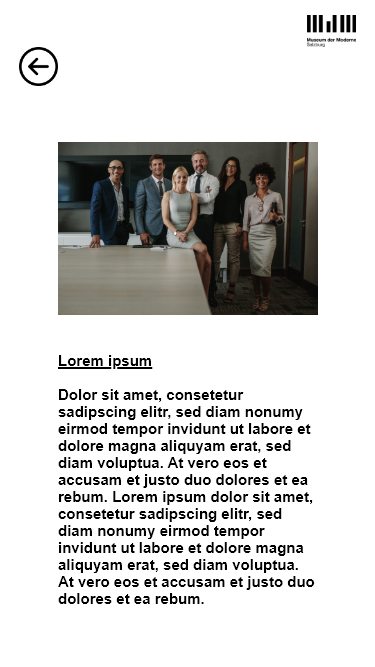 Museum der Moderne
Salzburg
Lorem ipsum
Dolor sit amet, consetetur
sadipscing elitr, sed diam nonumy
eirmod tempor invidunt ut labore et
dolore magna aliquyam erat, sed
diam voluptua. At vero eos et
accusam et justo duo dolores et ea
rebum. Lorem ipsum dolor sit amet,
consetetur sadipscing elitr, sed
diam nonumy eirmod tempor
invidunt ut labore et dolore magna
aliquyam erat, sed diam voluptua.
At vero eos et accusam et justo duo
dolores et ea rebum.